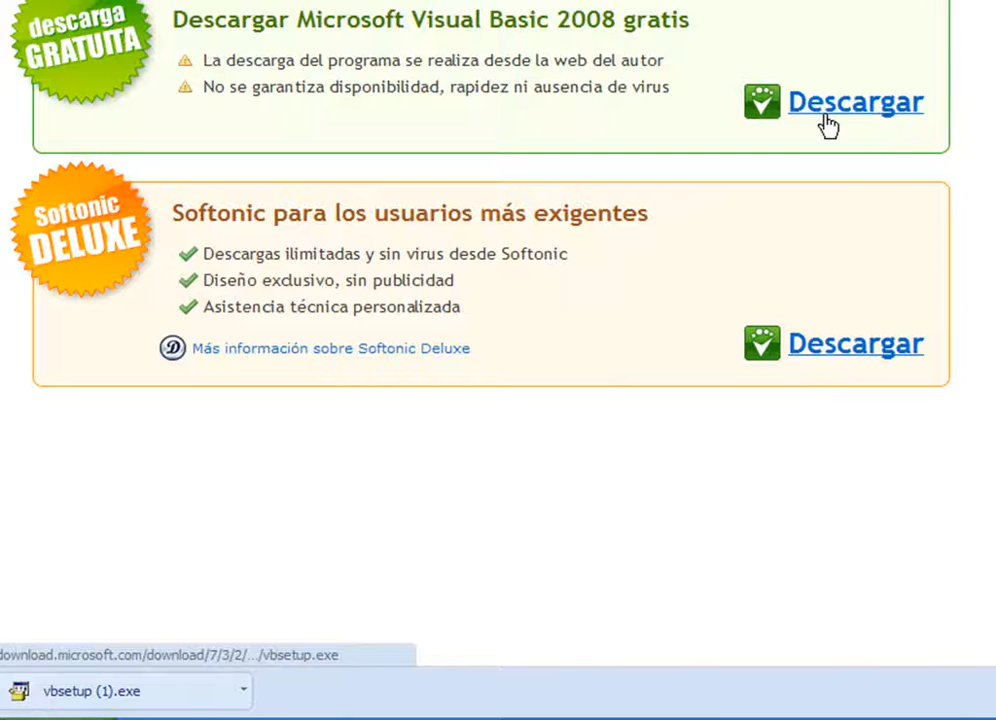 descarga
GRATUITA
Descargar Microsoft Visual Basic 2008 gratis
La descarga del programa se realiza desde la web del autor
No se garantiza disponibilidad, rapidez ni ausencia de virus
Descargar
Softonic
DELUXE
Softonic para los usuarios más exigentes
Descargas ilimitadas y sin virus desde Softonic
Diseño exclusivo, sin publicidad
Asistencia técnica personalizada
D Más información sobre Softonic Deluxe
Descargar
download.microsoft.com/download/7/3/2/.../vbsetup.exe
vbsetup (1).exe